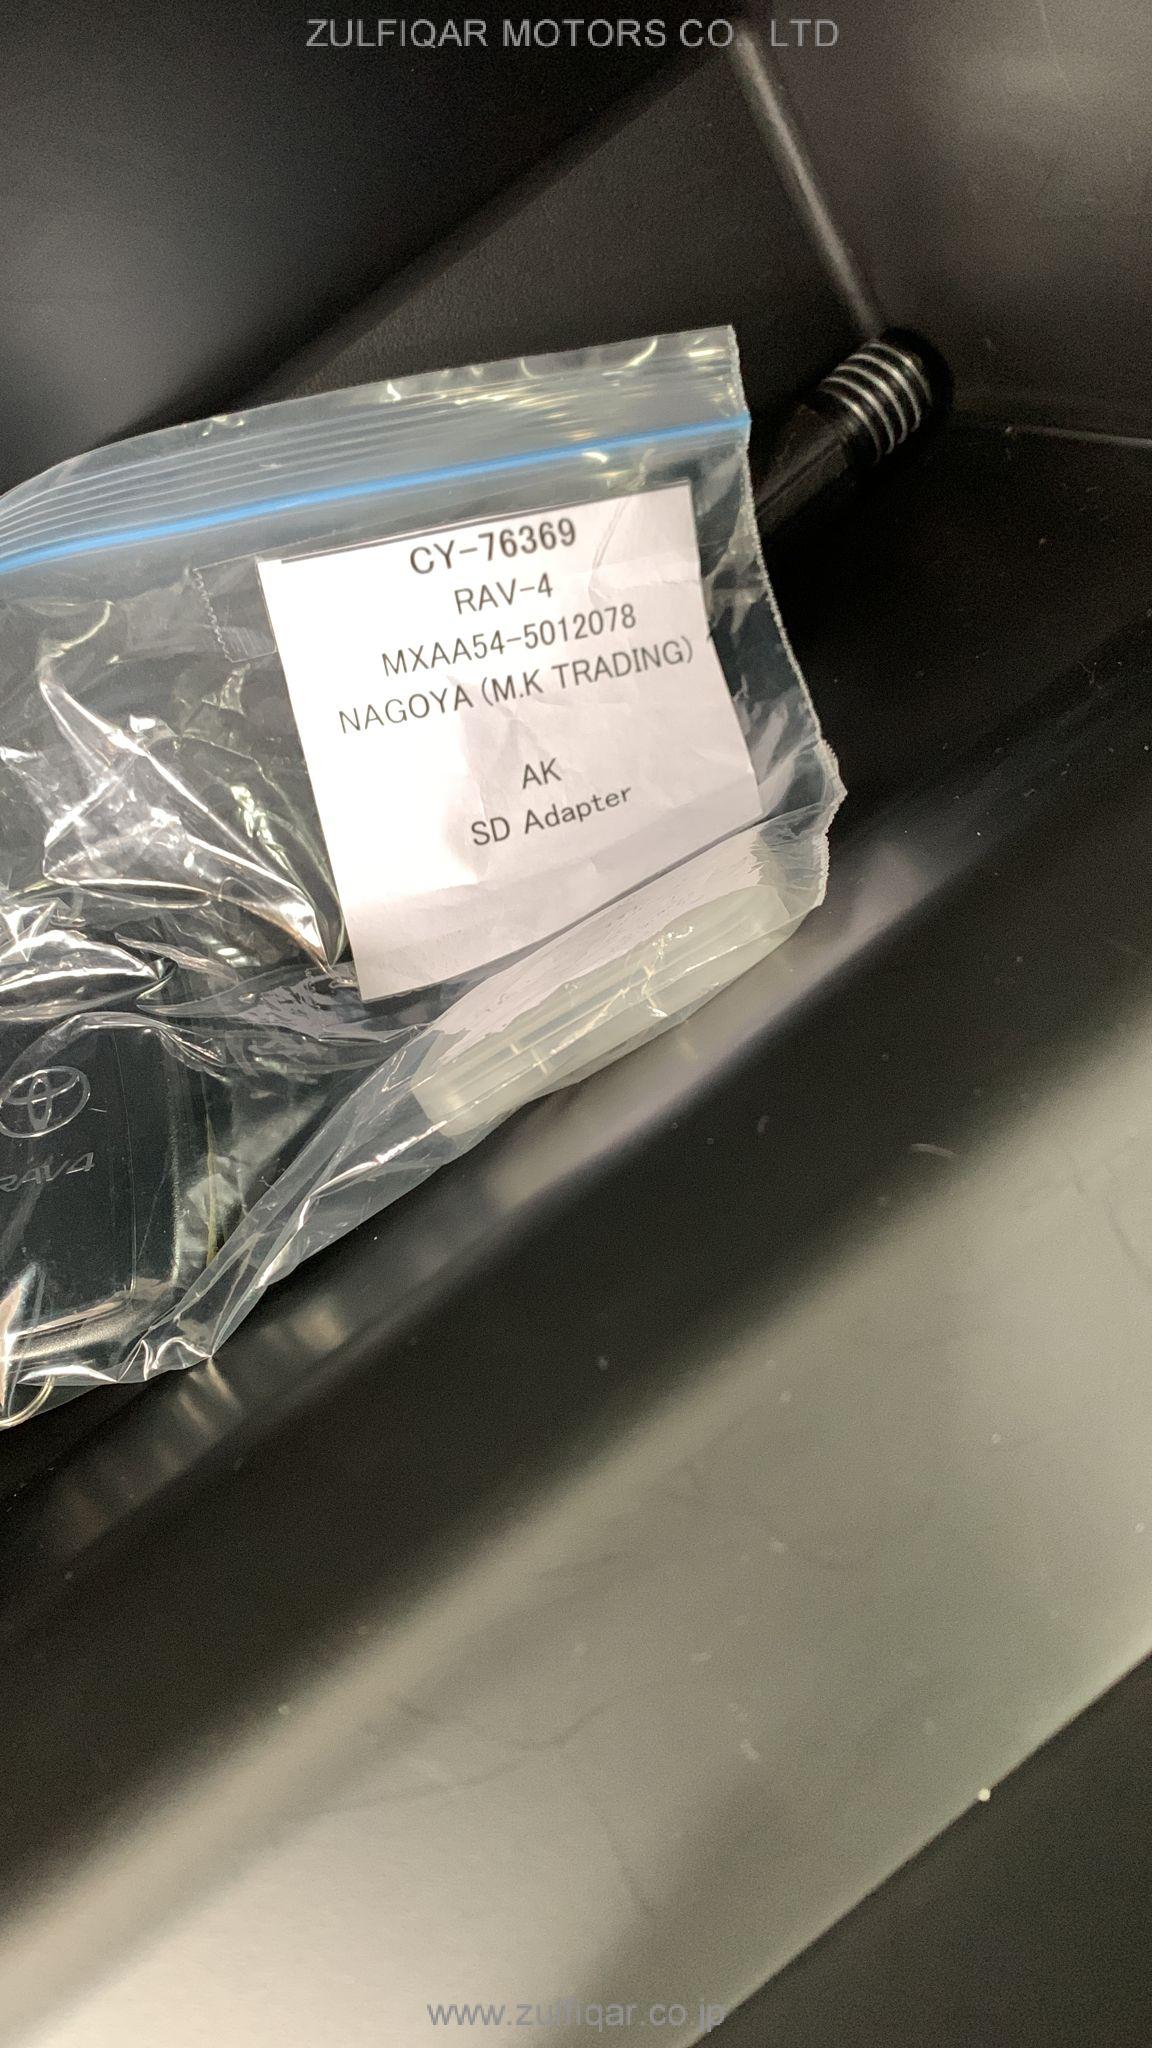 ZULFIQAR MOTORS CO. LTD
CY-76369
RAV-4
MXAA54-5012078
NAGOYA (M.K TRADING)
AK
SD Adapter
RAV4
www.zulfiqar.co.jp